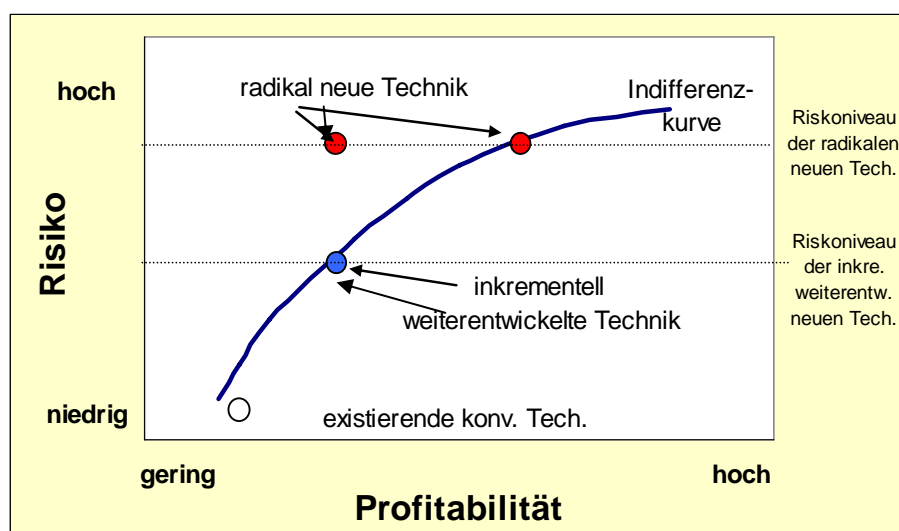 hoch
radikal neue Technik
Indifferenz-
kurve
Riskoniveau
der radikalen
neuen Tech.
Risiko
Riskoniveau
der inkre.
weiterentw.
neuen Tech.
inkrementell
weiterentwickelte Technik
niedrig
existierende konv. Tech.
gering
hoch
Profitabilität